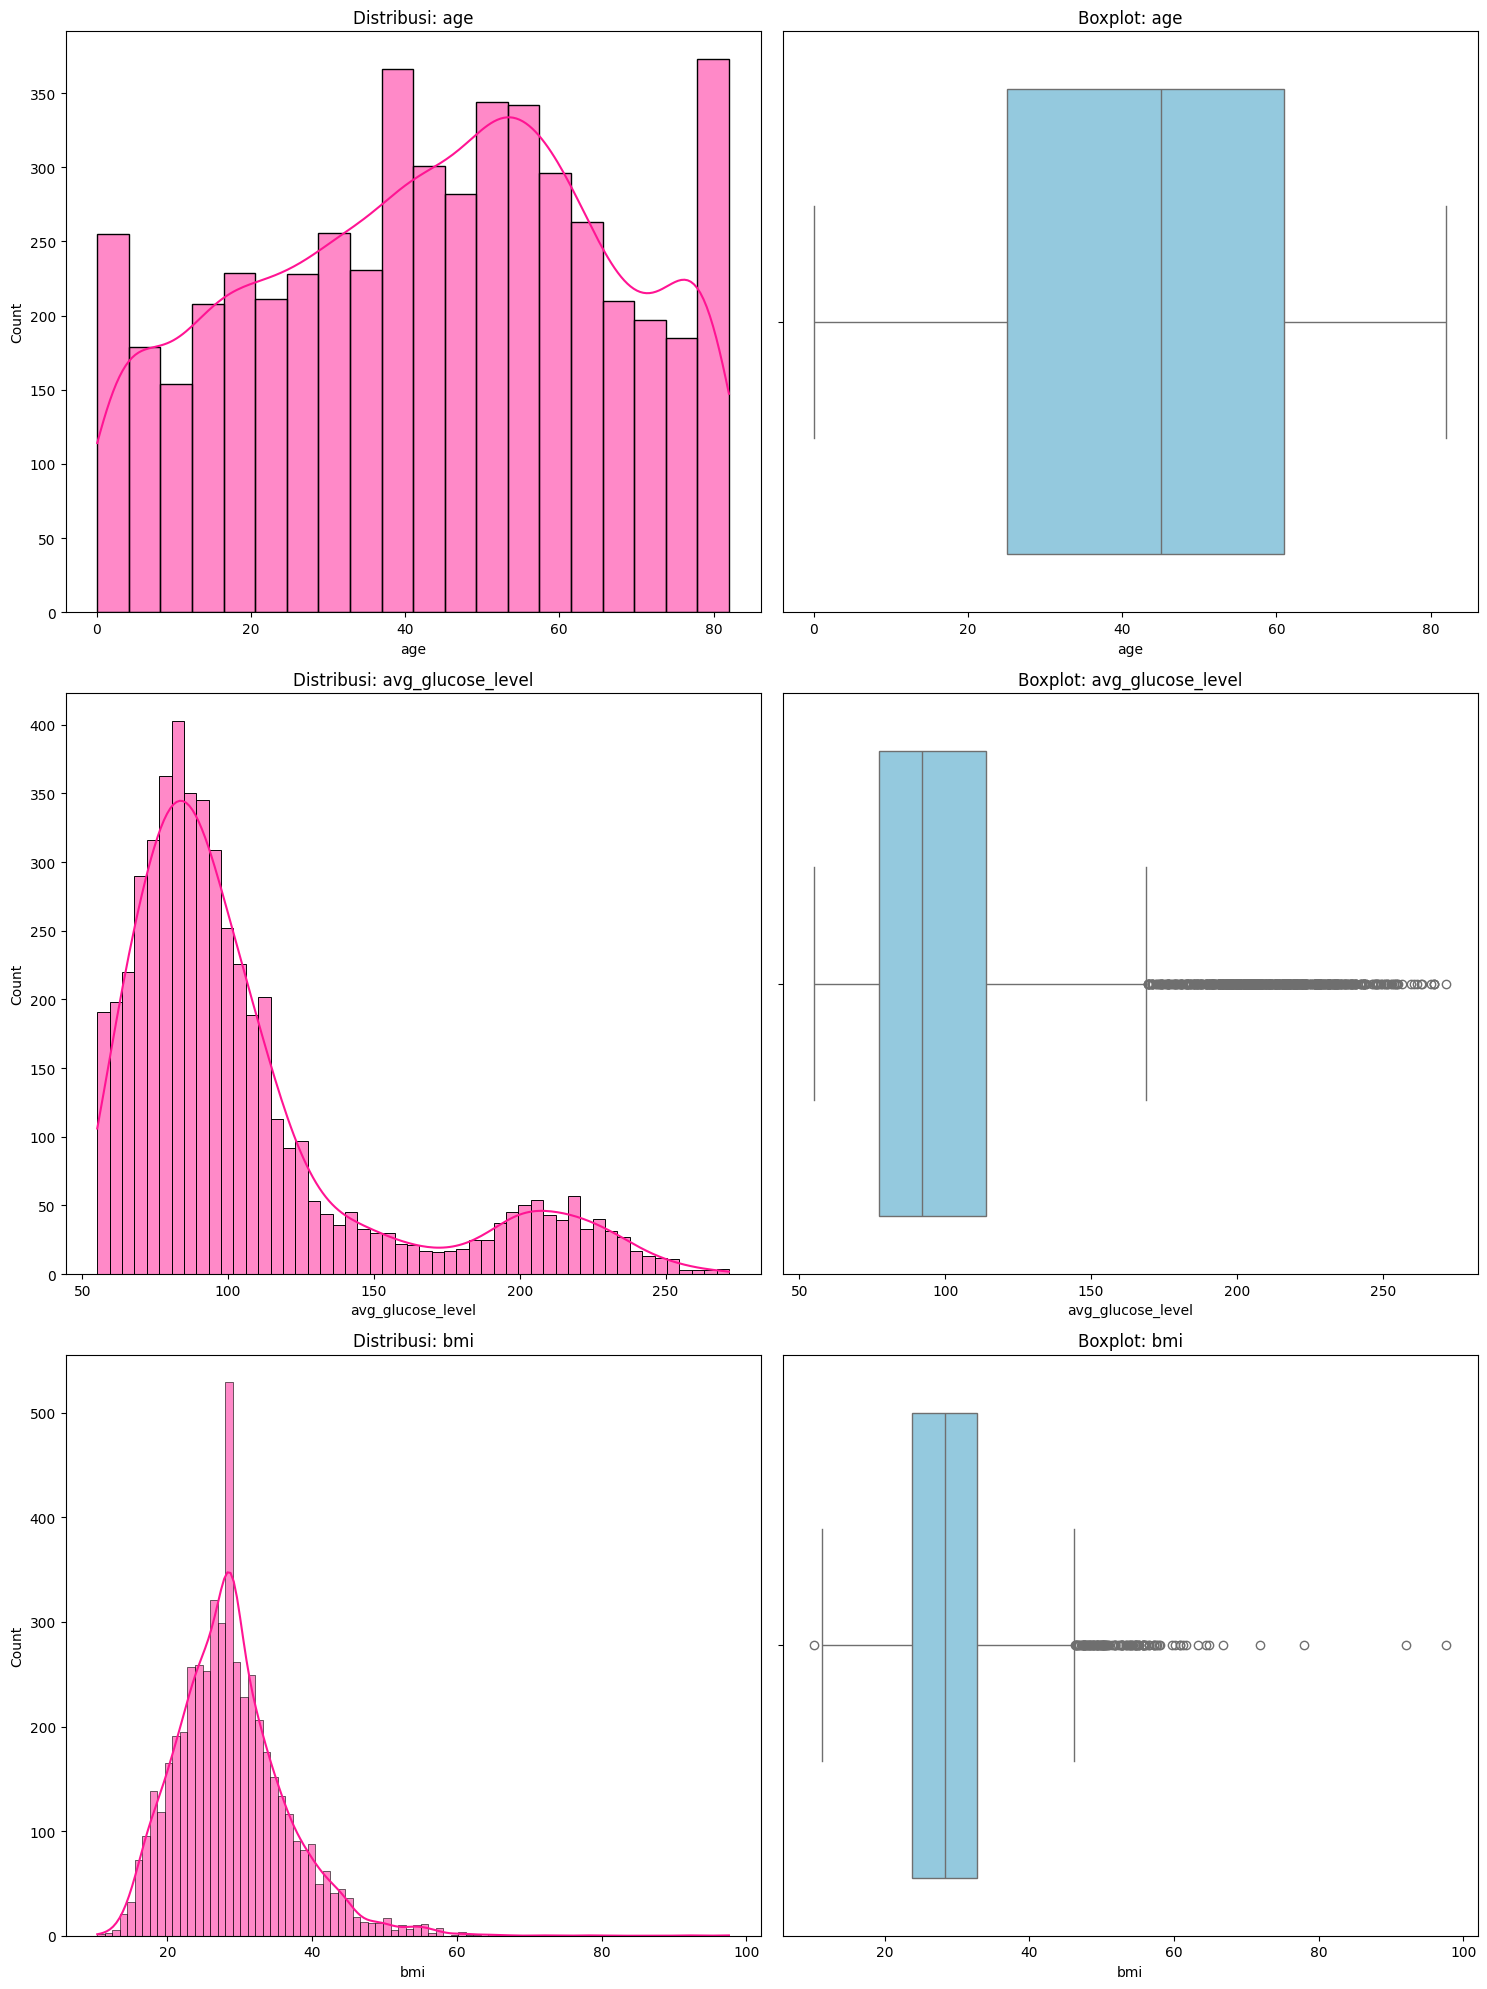 Distribusi: age
350
300
250
200
150
100
50
0
Count
0 20 40 60 80
age
Boxplot: age
0 20 40 60 80
age
Distribusi: avg_glucose_level
400
350
300
250
200
150
100
50
0
Count
50 100 150 200 250
avg_glucose_level
Boxplot: avg_glucose_level
50 100 150 200 250
avg_glucose_level
Distribusi: bmi
500
400
300
200
100
0
Count
20 40 60 80 100
bmi
Boxplot: bmi
20 40 60 80 100
bmi